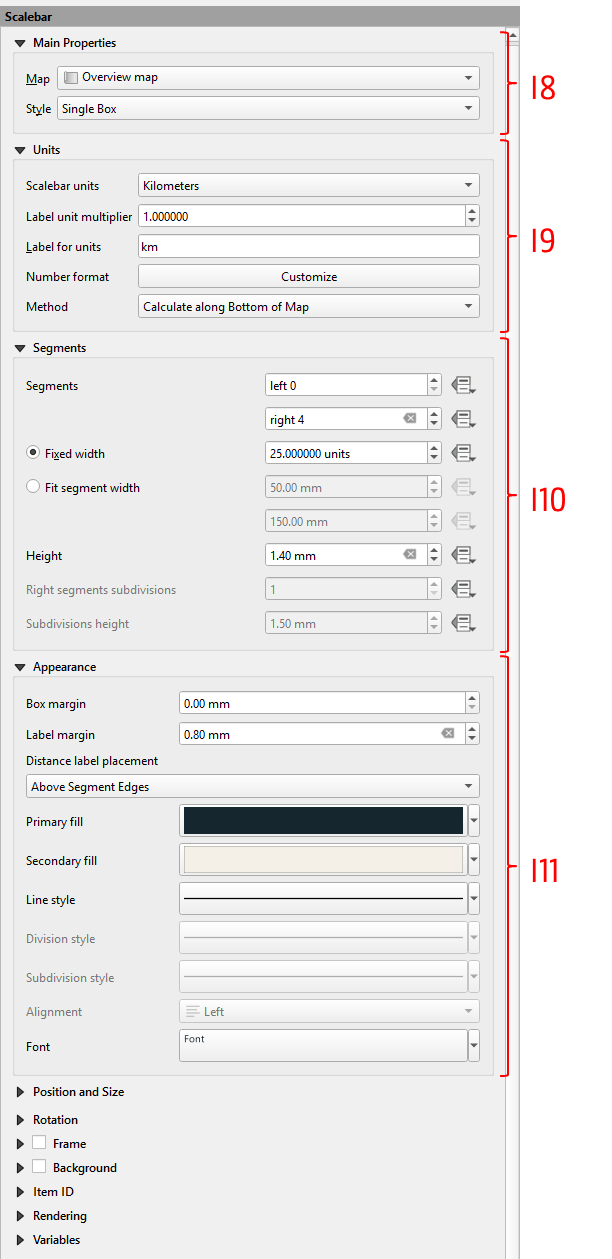 Scalebar
Main Properties
Map Overview map
Style Single Box
I8
Units
Scalebar units Kilometers
Label unit multiplier 1.000000
Label for units km
I9
Number format Customize
Method Calculate along Bottom of Map
Segments
Segments left 0
right 4
Fixed width 25.000000 units
Fit segment width 50.00 mm
I10
150.00 mm
Height 1.40 mm
Right segments subdivisions 1
Subdivisions height 1.50 mm
Appearance
Box margin 0.00 mm
Label margin 0.80 mm
Distance label placement
Above Segment Edges
Primary fill
Secondary fill
I11
Line style
Division style
Subdivision style
Alignment Left
Font Font
Position and Size
Rotation
Frame
Background
Item ID
Rendering
Variables